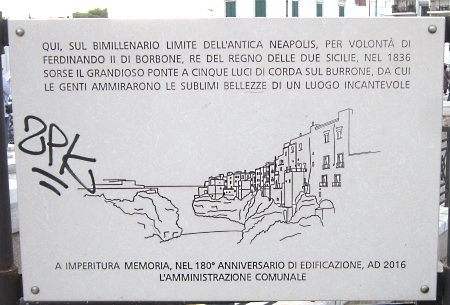 QUI, SUL BIMILLENARIO LIMITE DELL'ANTICA NEAPOLIS, PER VOLONTÀ DI
FERDINANDO II DI BORBONE, RE DEL REGNO DELLE DUE SICILIE, NEL 1836
SORSE IL GRANDIOSO PONTE A CINQUE LUCI DI CORDA SUL BURRONE, DA CUI
LE GENTI AMMIRARONO LE SUBLIMI BELLEZZE DI UN LUOGO INCANTEVOLE
A IMPERITURA MEMORIA, NEL 180° ANNIVERSARIO DI EDIFICAZIONE, AD 2016
L'AMMINISTRAZIONE COMUNALE